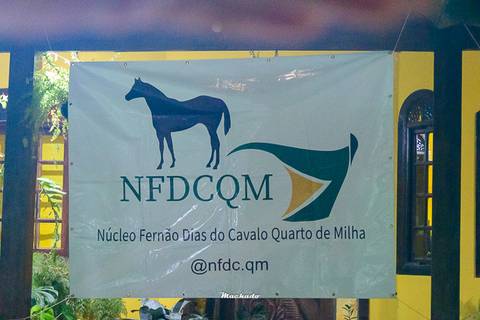 NFDCQM
Núcleo Fernão Dias do Cavalo Quarto de Milha
@nfdc.qm
Machado